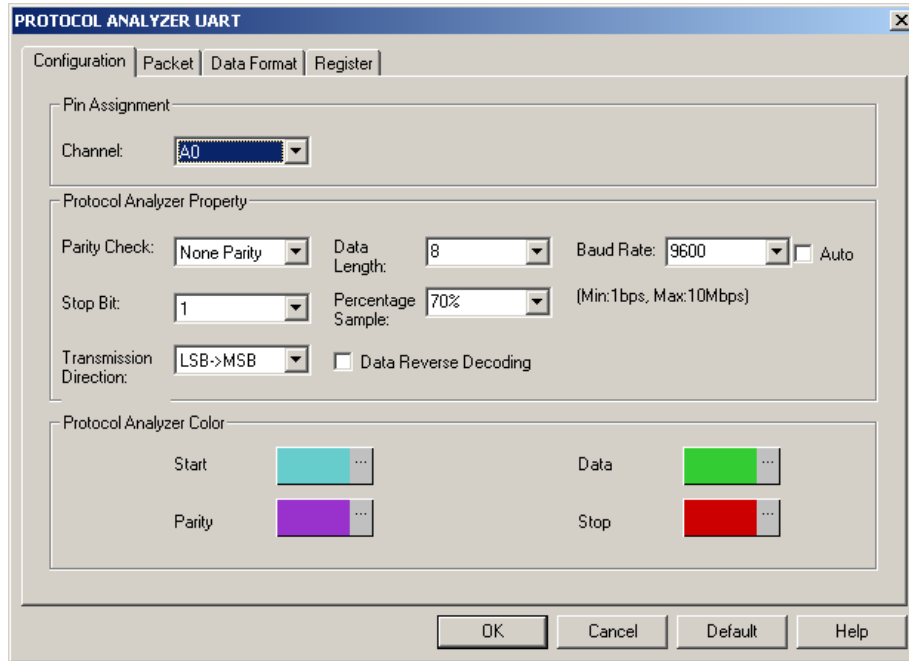 PROTOCOL ANALYZER UART
Configuration Packet Data Format Register
Pin Assignment
Channel: A0
Protocol Analyzer Property
Parity Check: None Parity Data Length: 8 Baud Rate: 9600 Auto
Stop Bit: 1 Percentage Sample: 70% (Min:1bps, Max:10Mbps)
Transmission Direction: LSB->MSB Data Reverse Decoding
Protocol Analyzer Color
Start ... Data ...
Parity ... Stop ...
OK Cancel Default Help